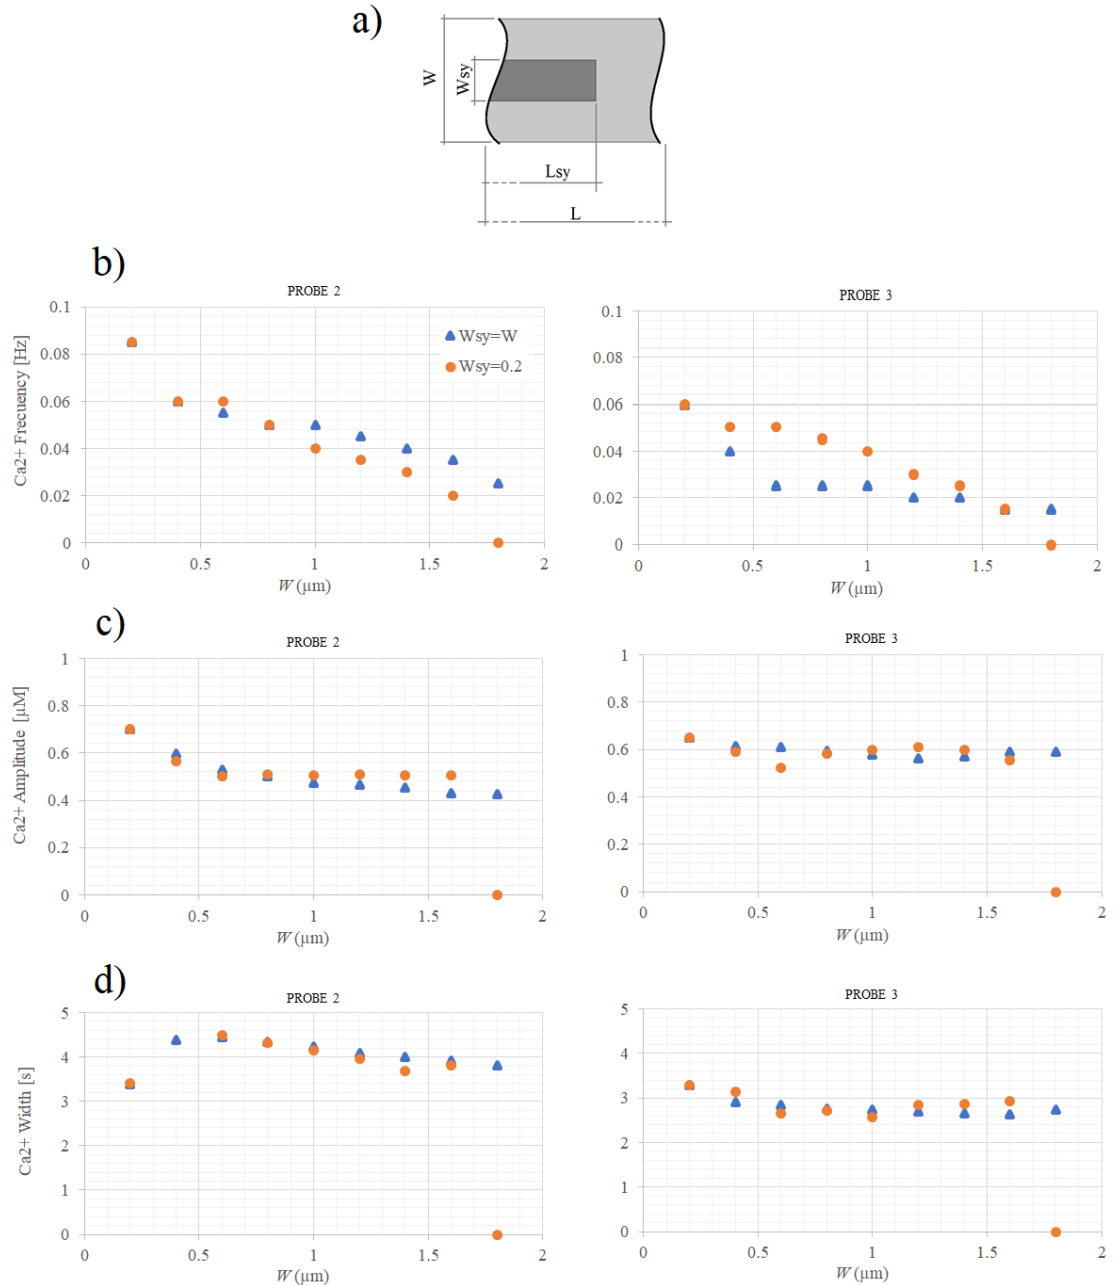 a)
W
Wsy
Lsy
L
b)
PROBE 2
Ca2+ Frecuency [Hz]
0.1
0.08
0.06
0.04
0.02
0
Wsy=W
Wsy=0.2
0 0.5 1 1.5 2
W (µm)
PROBE 3
0.1
0.08
0.06
0.04
0.02
0
0 0.5 1 1.5 2
W (µm)
c)
PROBE 2
Ca2+ Amplitude [µM]
1
0.8
0.6
0.4
0.2
0
0 0.5 1 1.5 2
W (µm)
PROBE 3
1
0.8
0.6
0.4
0.2
0
0 0.5 1 1.5 2
W (µm)
d)
PROBE 2
Ca2+ Width [s]
5
4
3
2
1
0
0 0.5 1 1.5 2
W (µm)
PROBE 3
5
4
3
2
1
0
0 0.5 1 1.5 2
W (µm)